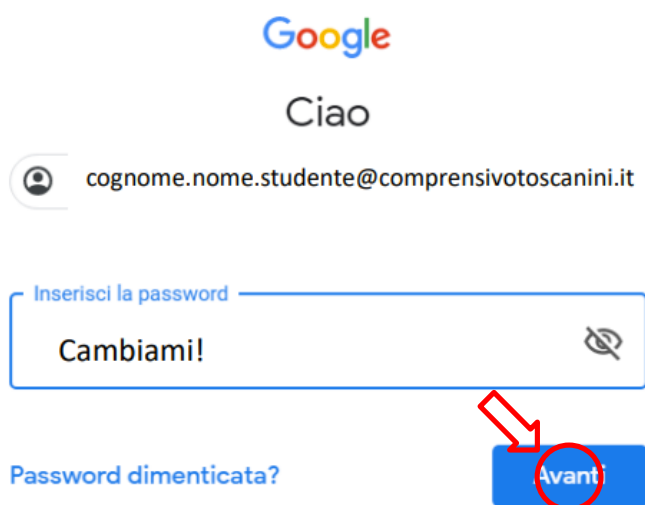 Google
Ciao
cognome.nome.studente@comprensivotoscanini.it
Inserisci la password
Cambiami!
Password dimenticata?
Avanti